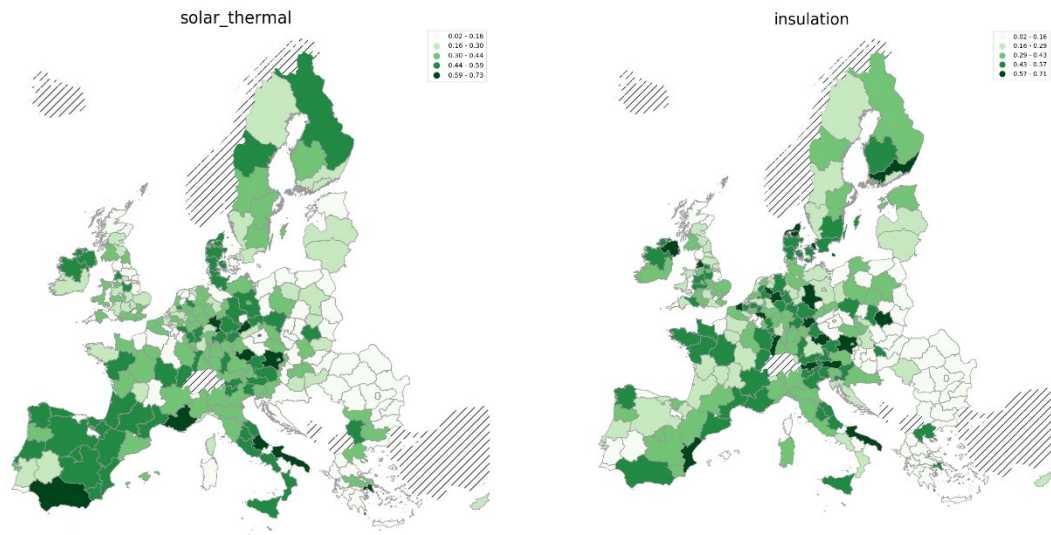 solar_thermal
0.02 - 0.16
0.16 - 0.30
0.30 - 0.44
0.44 - 0.59
0.59 - 0.73
insulation
0.02 - 0.16
0.16 - 0.29
0.29 - 0.43
0.43 - 0.57
0.57 - 0.71